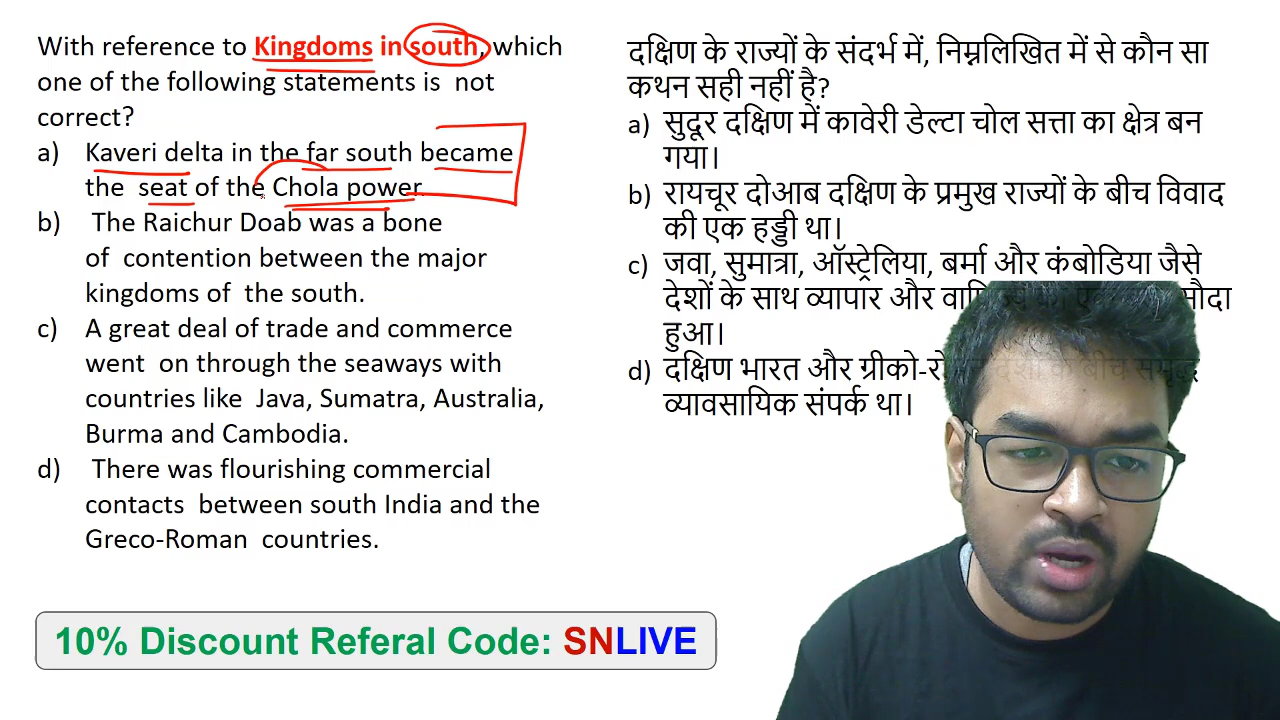 With reference to Kingdoms in south, which
one of the following statements is not
correct?
a) Kaveri delta in the far south became
the seat of the Chola power
b) The Raichur Doab was a bone
of contention between the major
kingdoms of the south.
c) A great deal of trade and commerce
went on through the seaways with
countries like Java, Sumatra, Australia,
Burma and Cambodia.
d) There was flourishing commercial
contacts between south India and the
Greco-Roman countries.
10% Discount Referal Code: SNLIVE
दक्षिण के राज्यों के संदर्भ में, निम्नलिखित में से कौन सा
कथन सही नहीं है?
a) सुदूर दक्षिण में कावेरी डेल्टा चोल सत्ता का क्षेत्र बन
गया।
b) रायचूर दोआब दक्षिण के प्रमुख राज्यों के बीच विवाद
की एक हड्डी था।
c) जवा, सुमात्रा, ऑस्ट्रेलिया, बर्मा और कंबोडिया जैसे
देशों के साथ व्यापार और सौदा
हुआ।
d) दक्षिण भारत और के बीच समृद्ध
व्यावसायिक संपर्क था।